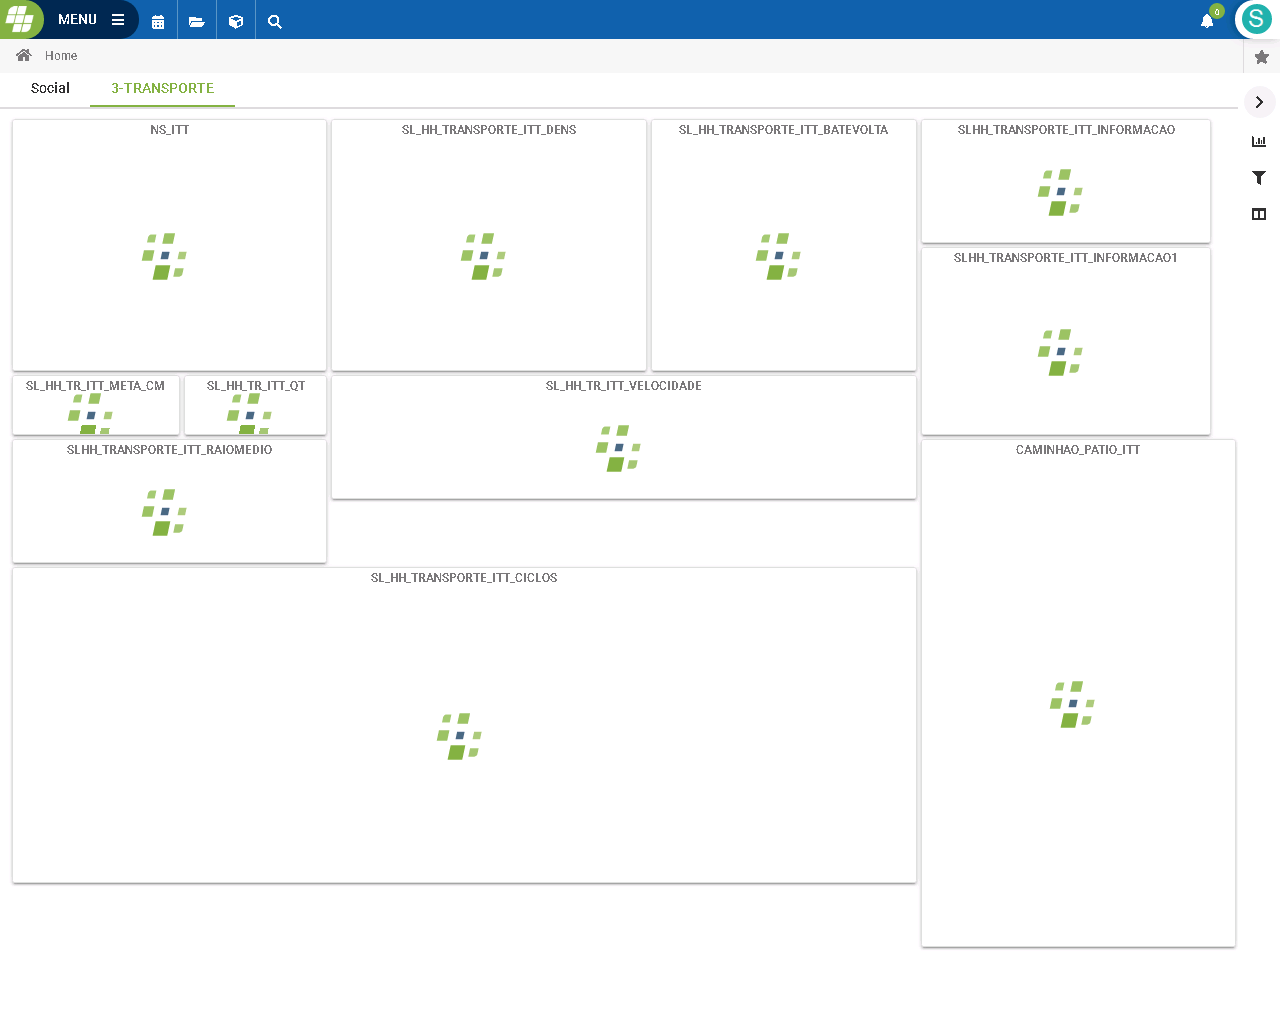 MENU
0
S
Home
Social
3-TRANSPORTE
NS_ITT
SL_HH_TRANSPORTE_ITT_DENS
SL_HH_TRANSPORTE_ITT_BATEVOLTA
SLHH_TRANSPORTE_ITT_INFORMACAO
SLHH_TRANSPORTE_ITT_INFORMACAO1
SL_HH_TR_ITT_META_CM
SL_HH_TR_ITT_QT
SL_HH_TR_ITT_VELOCIDADE
SLHH_TRANSPORTE_ITT_RAIOMEDIO
CAMINHAO_PATIO_ITT
SL_HH_TRANSPORTE_ITT_CICLOS